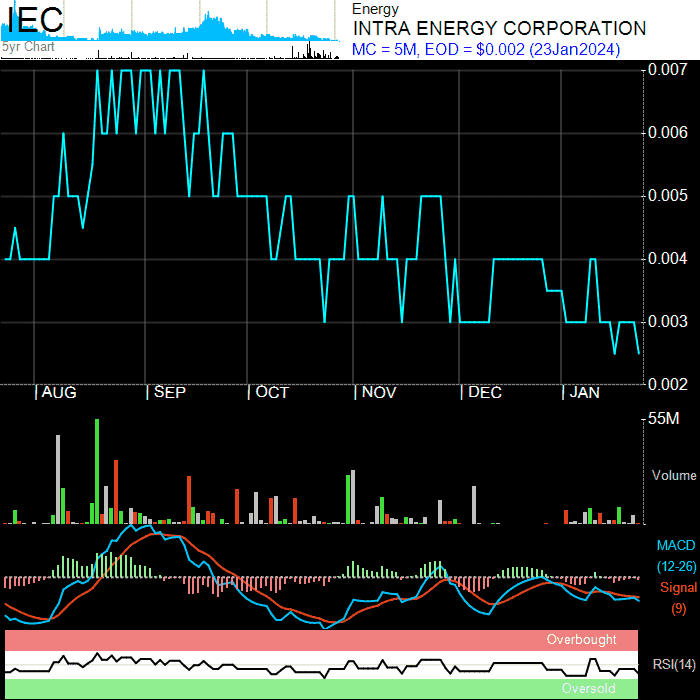 IEC
5yr Chart
Energy
INTRA ENERGY CORPORATION
MC = 5M, EOD = $0.002 (23Jan2024)
0.007
0.006
0.005
0.004
0.003
0.002
AUG SEP OCT NOV DEC JAN
55M
Volume
MACD
(12-26)
Signal
(9)
Overbought
RSI(14)
Oversold